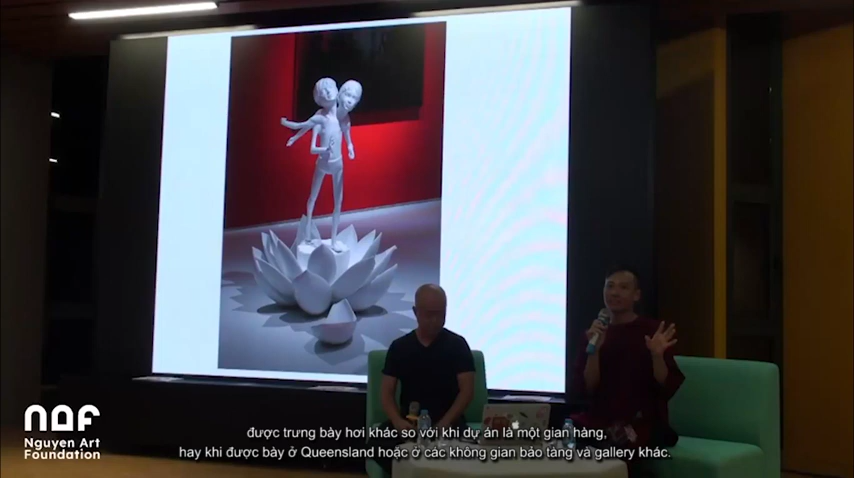 naf
Nguyen Art
Foundation
được trưng bày hơi khác so với khi dự án là một gian hàng,
hay khi được bày ở Queensland hoặc ở các không gian bảo tàng và gallery khác.